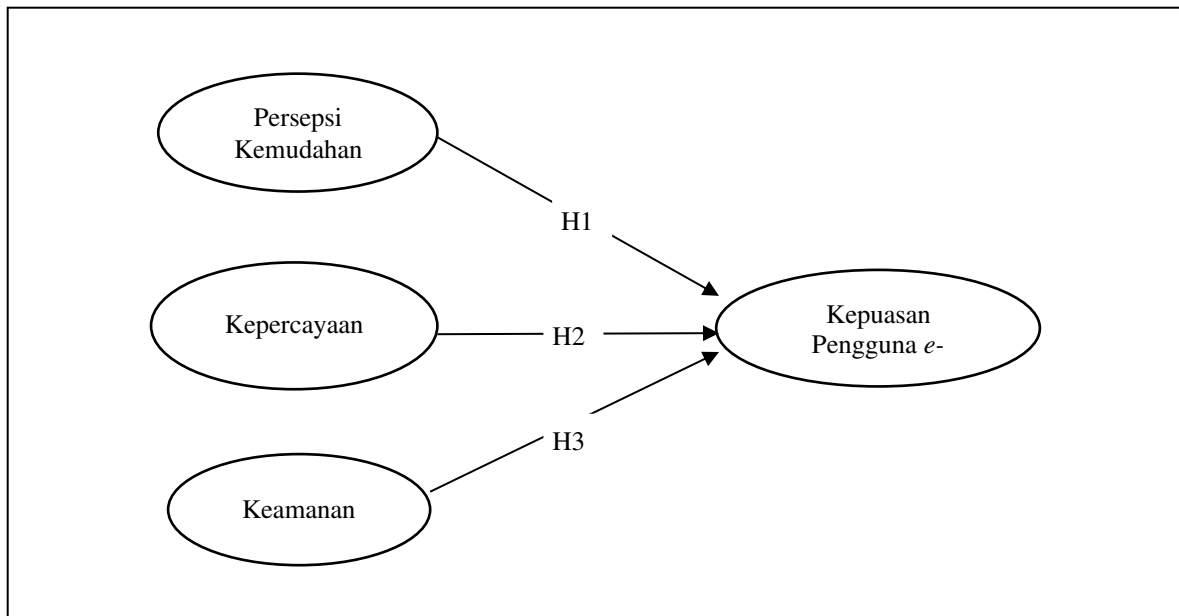 Persepsi
Kemudahan
H1
Kepercayaan
H2
Kepuasan
Pengguna e-
H3
Keamanan